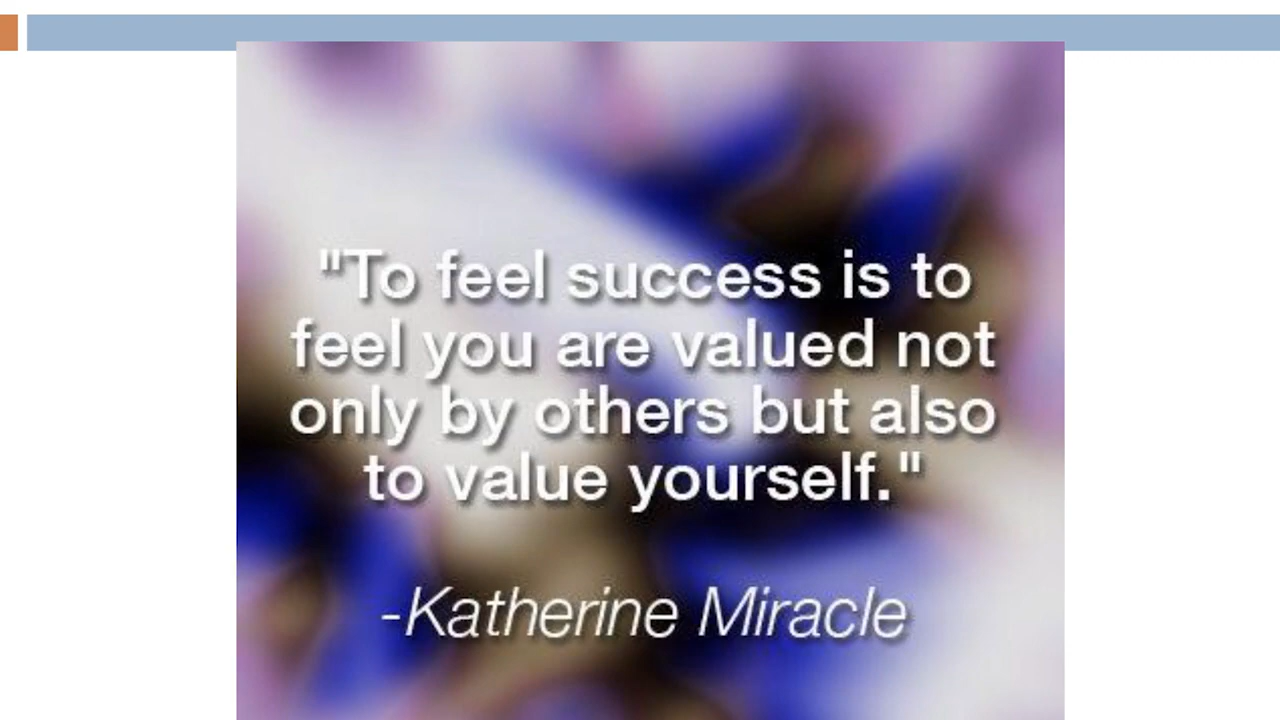 "To feel success is to
feel you are valued not
only by others but also
to value yourself."
-Katherine Miracle